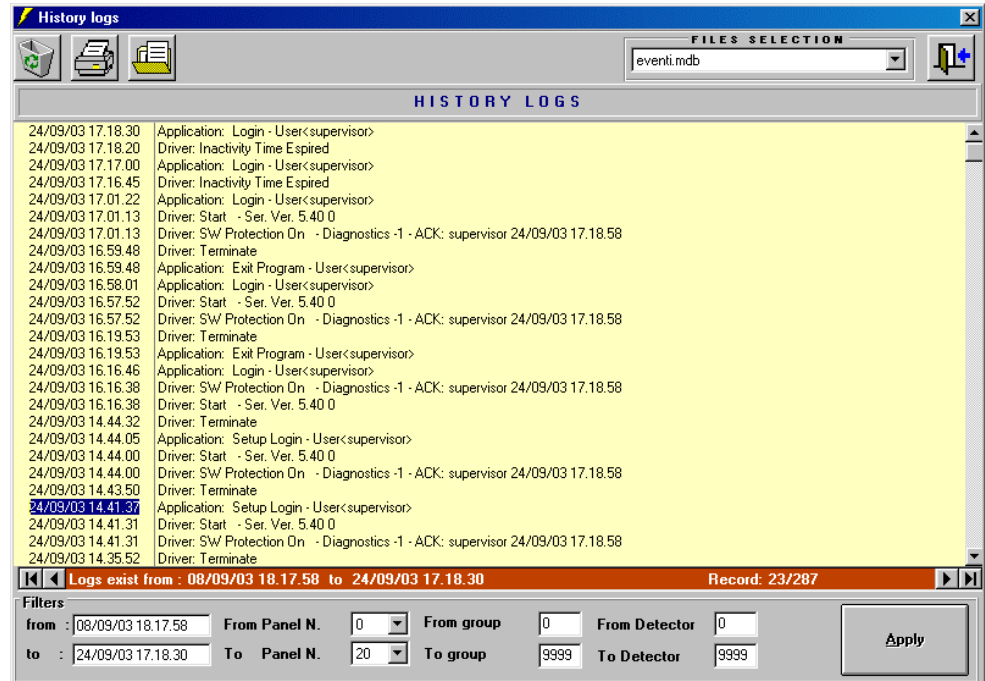 History logs
FILES SELECTION
eventi.mdb
HISTORY LOGS
24/09/03 17.18.30 Application: Login - User<supervisor>
24/09/03 17.18.20 Driver: Inactivity Time Espired
24/09/03 17.17.00 Application: Login - User<supervisor>
24/09/03 17.16.45 Driver: Inactivity Time Espired
24/09/03 17.01.22 Application: Login - User<supervisor>
24/09/03 17.01.13 Driver: Start - Ser. Ver. 5.40 0
24/09/03 17.01.13 Driver: SW Protection On - Diagnostics -1 - ACK: supervisor 24/09/03 17.18.58
24/09/03 16.59.48 Driver: Terminate
24/09/03 16.59.48 Application: Exit Program - User<supervisor>
24/09/03 16.58.01 Application: Login - User<supervisor>
24/09/03 16.57.52 Driver: Start - Ser. Ver. 5.40 0
24/09/03 16.57.52 Driver: SW Protection On - Diagnostics -1 - ACK: supervisor 24/09/03 17.18.58
24/09/03 16.19.53 Driver: Terminate
24/09/03 16.19.53 Application: Exit Program - User<supervisor>
24/09/03 16.16.46 Application: Login - User<supervisor>
24/09/03 16.16.38 Driver: SW Protection On - Diagnostics -1 - ACK: supervisor 24/09/03 17.18.58
24/09/03 16.16.38 Driver: Start - Ser. Ver. 5.40 0
24/09/03 14.44.32 Driver: Terminate
24/09/03 14.44.05 Application: Setup Login - User<supervisor>
24/09/03 14.44.00 Driver: Start - Ser. Ver. 5.40 0
24/09/03 14.44.00 Driver: SW Protection On - Diagnostics -1 - ACK: supervisor 24/09/03 17.18.58
24/09/03 14.43.50 Driver: Terminate
24/09/03 14.41.37 Application: Setup Login - User<supervisor>
24/09/03 14.41.31 Driver: Start - Ser. Ver. 5.40 0
24/09/03 14.41.31 Driver: SW Protection On - Diagnostics -1 - ACK: supervisor 24/09/03 17.18.58
24/09/03 14.35.52 Driver: Terminate
Logs exist from : 08/09/03 18.17.58 to 24/09/03 17.18.30 Record: 23/287
Filters
from : 08/09/03 18.17.58 From Panel N. 0 From group 0 From Detector 0
to : 24/09/03 17.18.30 To Panel N. 20 To group 9999 To Detector 9999
Apply